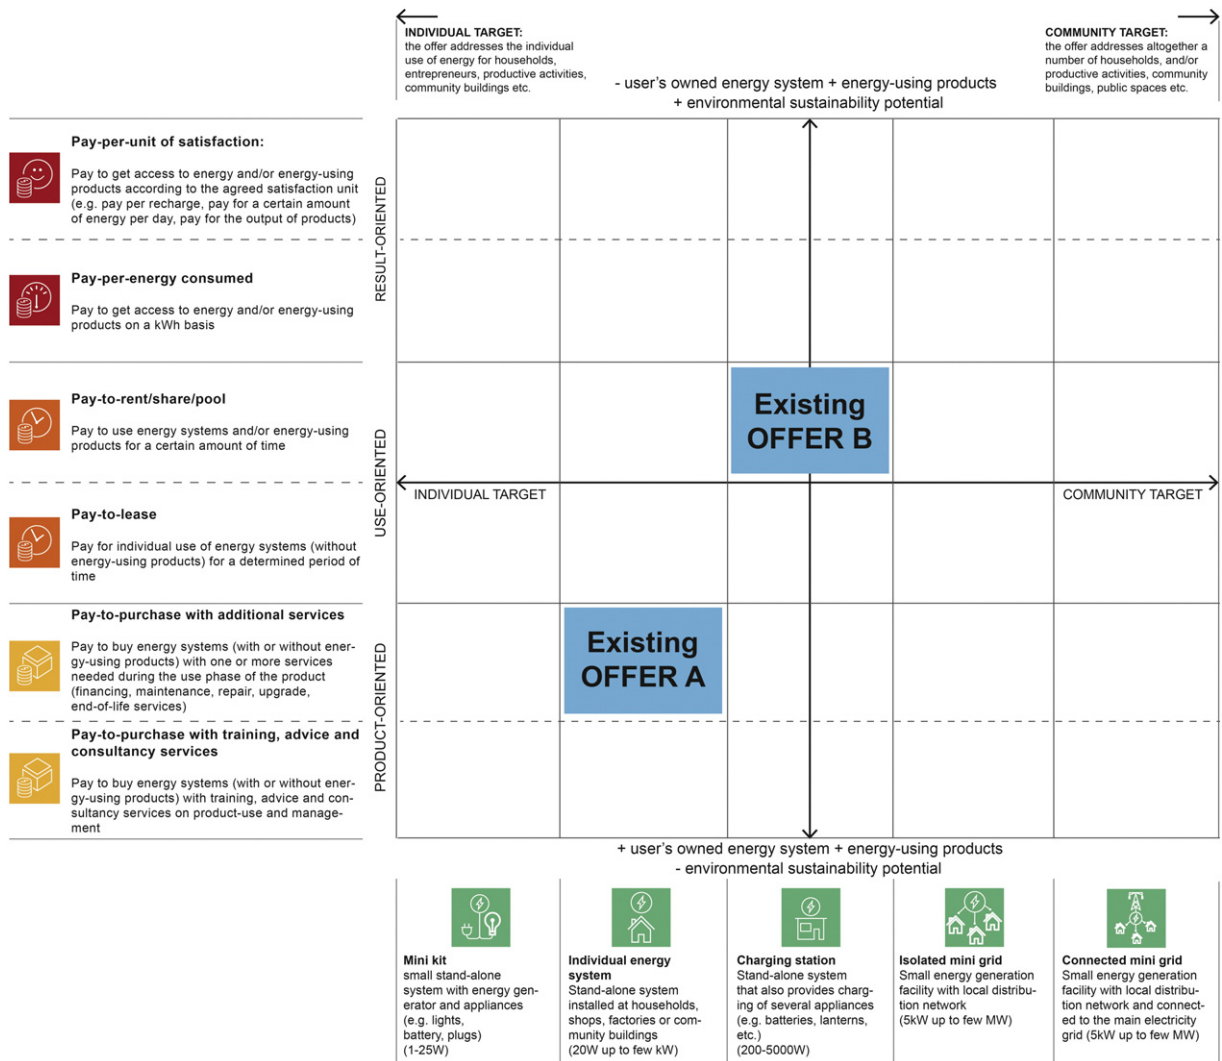 INDIVIDUAL TARGET:
the offer addresses the individual
use of energy for households,
entrepreneurs, productive activities,
community buildings etc.
COMMUNITY TARGET:
the offer addresses altogether a
number of households, and/or
productive activities, community
buildings, public spaces etc.
- user's owned energy system + energy-using products
+ environmental sustainability potential
Pay-per-unit of satisfaction:
Pay to get access to energy and/or energy-using
products according to the agreed satisfaction unit
(e.g. pay per recharge, pay for a certain amount
of energy per day, pay for the output of products)
Pay-per-energy consumed
Pay to get access to energy and/or energy-using
products on a kWh basis
RESULT-ORIENTED
Pay-to-rent/share/pool
Pay to use energy systems and/or energy-using
products for a certain amount of time
Pay-to-lease
Pay for individual use of energy systems (without
energy-using products) for a determined period of
time
USE-ORIENTED
Existing
OFFER B
INDIVIDUAL TARGET
COMMUNITY TARGET
Pay-to-purchase with additional services
Pay to buy energy systems (with or without ener-
gy-using products) with one or more services
needed during the use phase of the product
(financing, maintenance, repair, upgrade,
end-of-life services)
Pay-to-purchase with training, advice and
consultancy services
Pay to buy energy systems (with or without ener-
gy-using products) with training, advice and con-
sultancy services on product-use and manage-
ment
PRODUCT-ORIENTED
Existing
OFFER A
+ user's owned energy system + energy-using products
- environmental sustainability potential
Mini kit
small stand-alone
system with energy gen-
erator and appliances
(e.g. lights,
battery, plugs)
(1-25W)
Individual energy
system
Stand-alone system
installed at households,
shops, factories or com-
munity buildings
(20W up to few kW)
Charging station
Stand-alone system
that also provides charg-
ing of several appliances
(e.g. batteries, lanterns,
etc.)
(200-5000W)
Isolated mini grid
Small energy generation
facility with local distribu-
tion network
(5kW up to few MW)
Connected mini grid
Small energy generation
facility with local distribu-
tion network and connect-
ed to the main electricity
grid (5kW up to few MW)